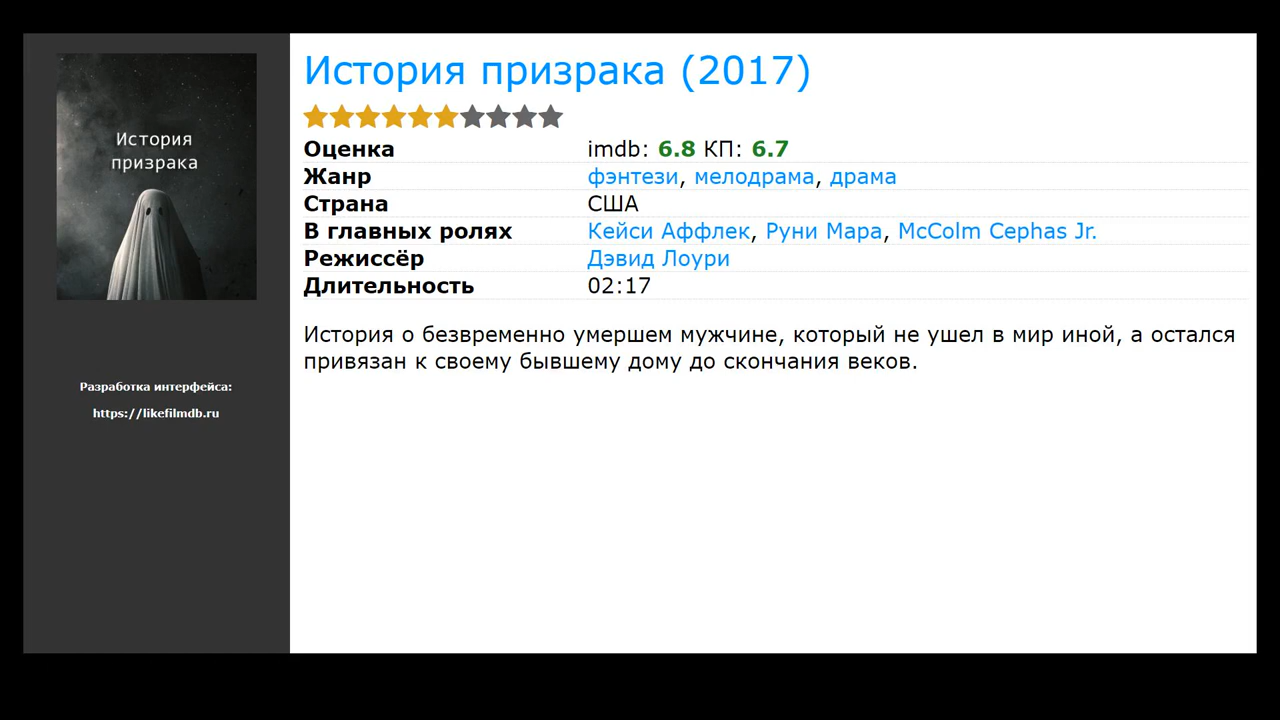 История
призрака
Разработка интерфейса:
https://likefilmdb.ru
История призрака (2017)
Оценка imdb: 6.8 КП: 6.7
Жанр фэнтези, мелодрама, драма
Страна США
В главных ролях Кейси Аффлек, Руни Мара, McColm Cephas Jr.
Режиссёр Дэвид Лоури
Длительность 02:17
История о безвременно умершем мужчине, который не ушел в мир иной, а остался
привязан к своему бывшему дому до скончания веков.